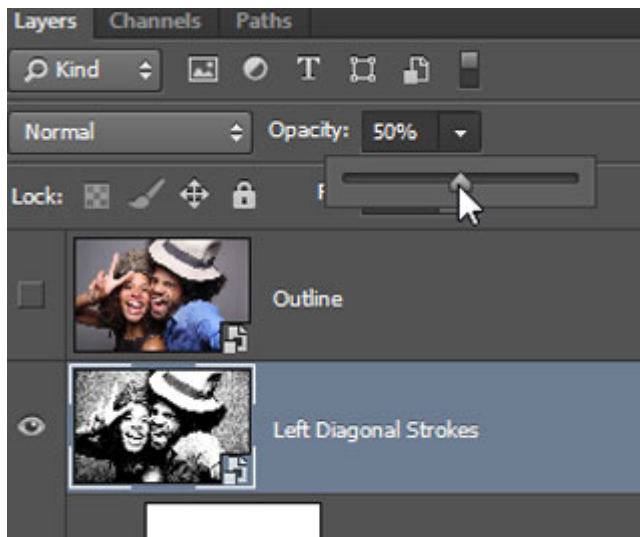 Layers Channels Paths
Kind
Normal Opacity: 50%
Lock: F
Outline
Left Diagonal Strokes